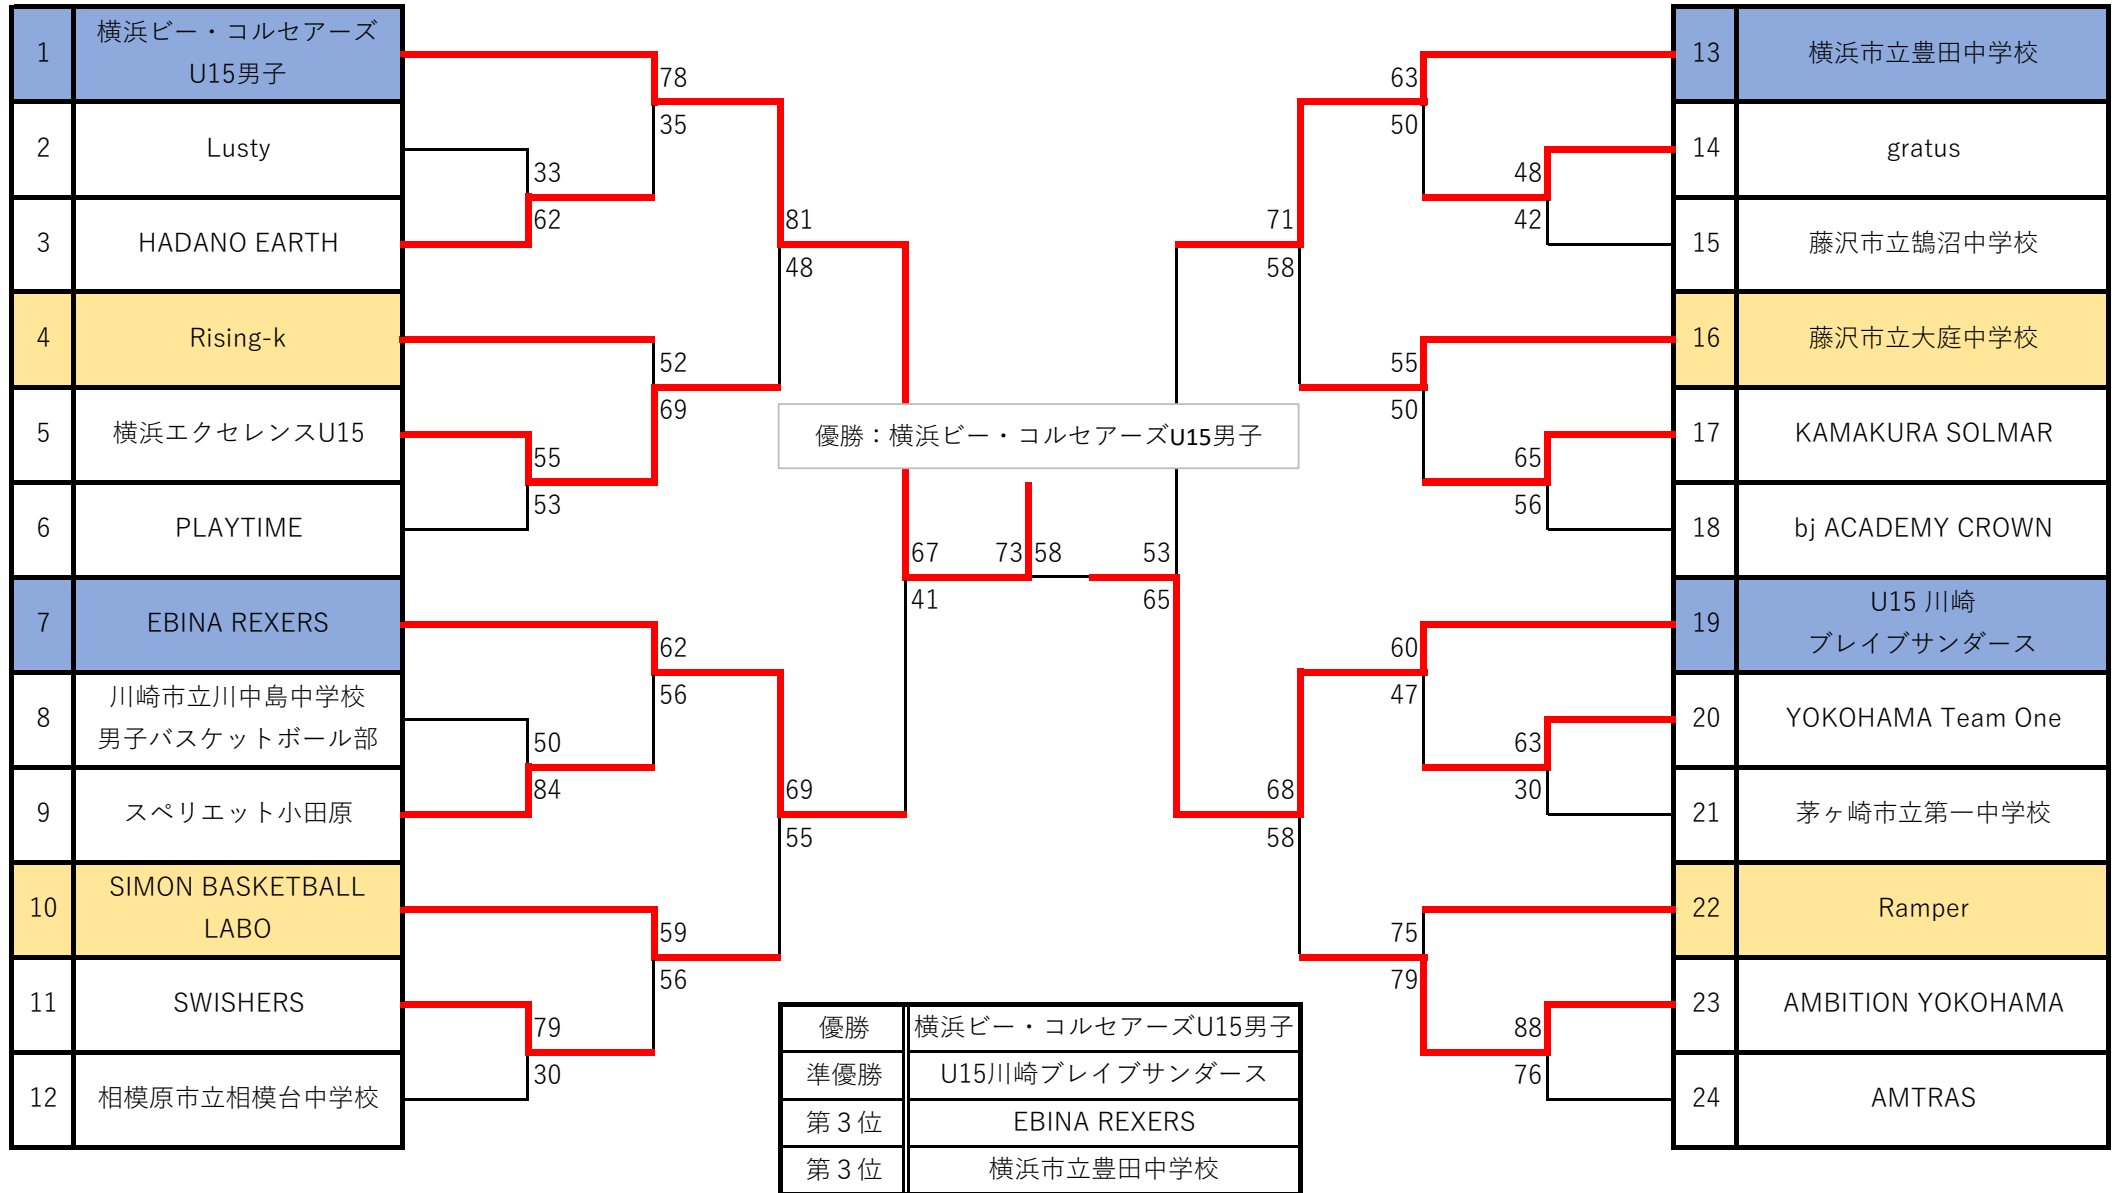 1 横浜ビー・コルセアーズ
U15男子
2 Lusty
3 HADANO EARTH
4 Rising-k
5 横浜エクセレンスU15
6 PLAYTIME
7 EBINA REXERS
8 川崎市立川中島中学校
男子バスケットボール部
9 スペリエット小田原
10 SIMON BASKETBALL
LABO
11 SWISHERS
12 相模原市立相模台中学校
33
62
55
53
50
84
79
30
78
35
52
69
62
56
59
56
81
48
69
55
67
41
優勝：横浜ビー・コルセアーズU15男子
73 58
53
65
71
58
68
58
63
50
55
50
60
47
75
79
48
42
65
56
63
30
88
76
13 横浜市立豊田中学校
14 gratus
15 藤沢市立鵠沼中学校
16 藤沢市立大庭中学校
17 KAMAKURA SOLMAR
18 bj ACADEMY CROWN
19 U15 川崎
ブレイブサンダース
20 YOKOHAMA Team One
21 茅ヶ崎市立第一中学校
22 Ramper
23 AMBITION YOKOHAMA
24 AMTRAS
優勝 横浜ビー・コルセアーズU15男子
準優勝 U15川崎ブレイブサンダース
第３位 EBINA REXERS
第３位 横浜市立豊田中学校